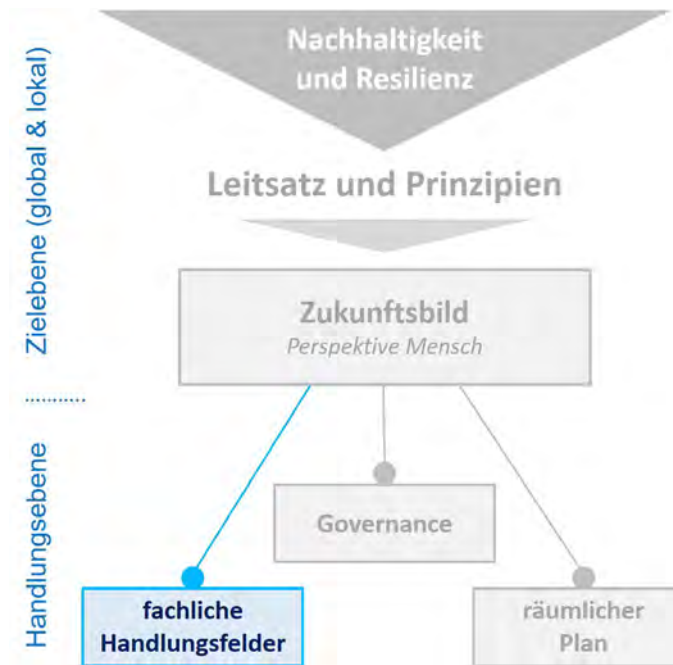 Zielebene (global & lokal)
Nachhaltigkeit
und Resilienz
Leitsatz und Prinzipien
Zukunftsbild
Perspektive Mensch
Handlungsebene
Governance
fachliche
Handlungsfelder
räumlicher
Plan